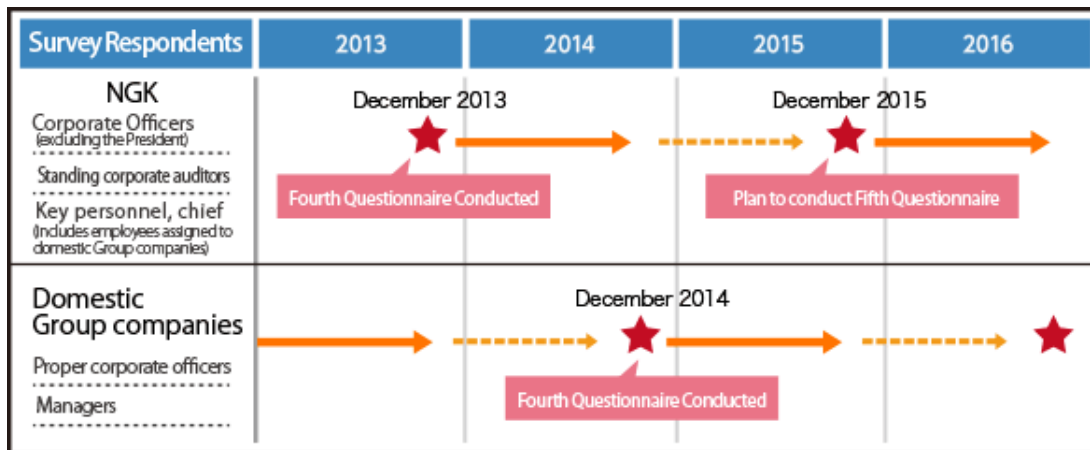 Survey Respondents 2013 2014 2015 2016
NGK
Corporate Officers
(excluding the President)
Standing corporate auditors
Key personnel, chief
(Includes employees assigned to
domestic Group companies)
December 2013
Fourth Questionnaire Conducted
December 2015
Plan to conduct Fifth Questionnaire
Domestic
Group companies
Proper corporate officers
Managers
December 2014
Fourth Questionnaire Conducted